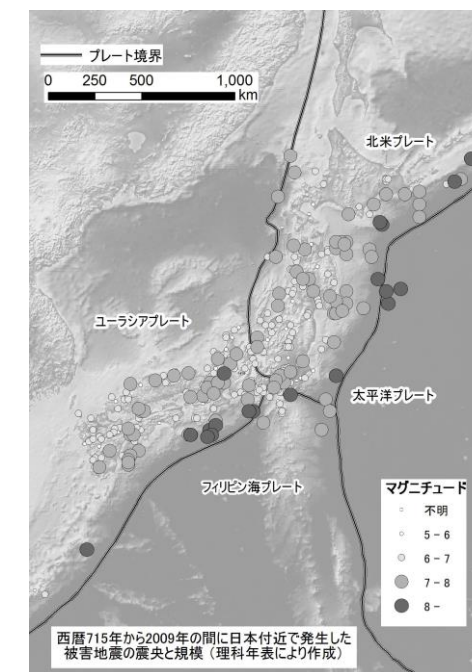 プレート境界
0 250 500 1,000
km
北米プレート
ユーラシアプレート
太平洋プレート
フィリピン海プレート
マグニチュード
不明
5 - 6
6 - 7
7 - 8
8 -
西暦715年から2009年の間に日本付近で発生した
被害地震の震央と規模（理科年表により作成）